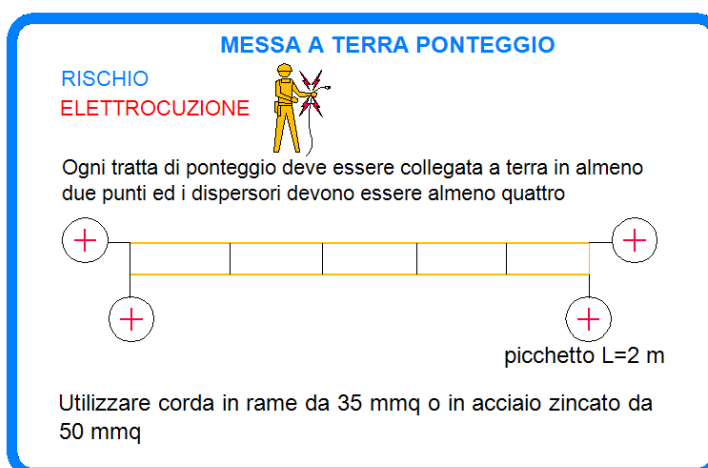 MESSA A TERRA PONTEGGIO
RISCHIO
ELETTROCUZIONE
Ogni tratta di ponteggio deve essere collegata a terra in almeno
due punti ed i dispersori devono essere almeno quattro
picchetto L=2 m
Utilizzare corda in rame da 35 mmq o in acciaio zincato da
50 mmq